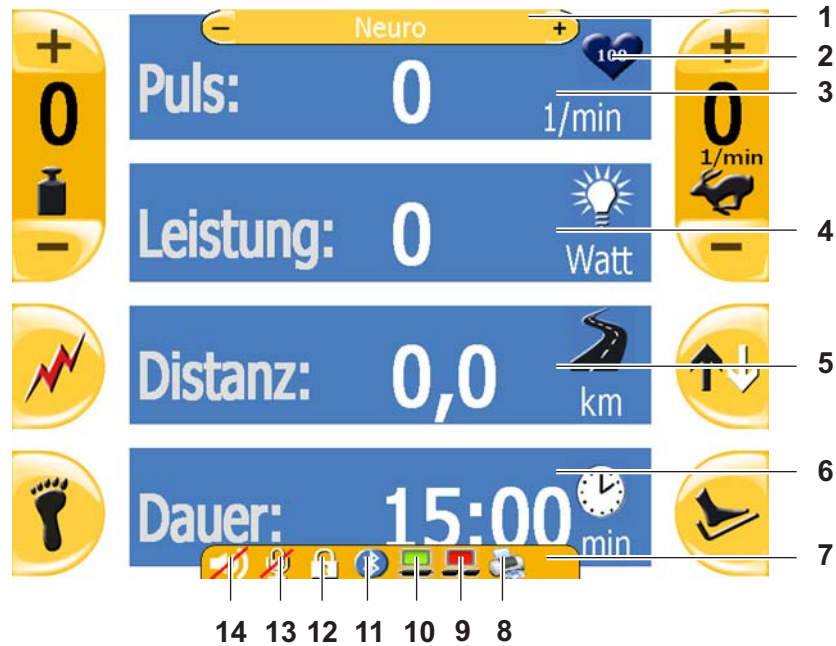 − Neuro + 1
+ 100 + 2
Puls: 0 1/min 3
0 0
1/min
− Leistung: 0 Watt − 4
Distanz: 0,0 km 5
6
Dauer: 15:00 min
7
14 13 12 11 10 9 8